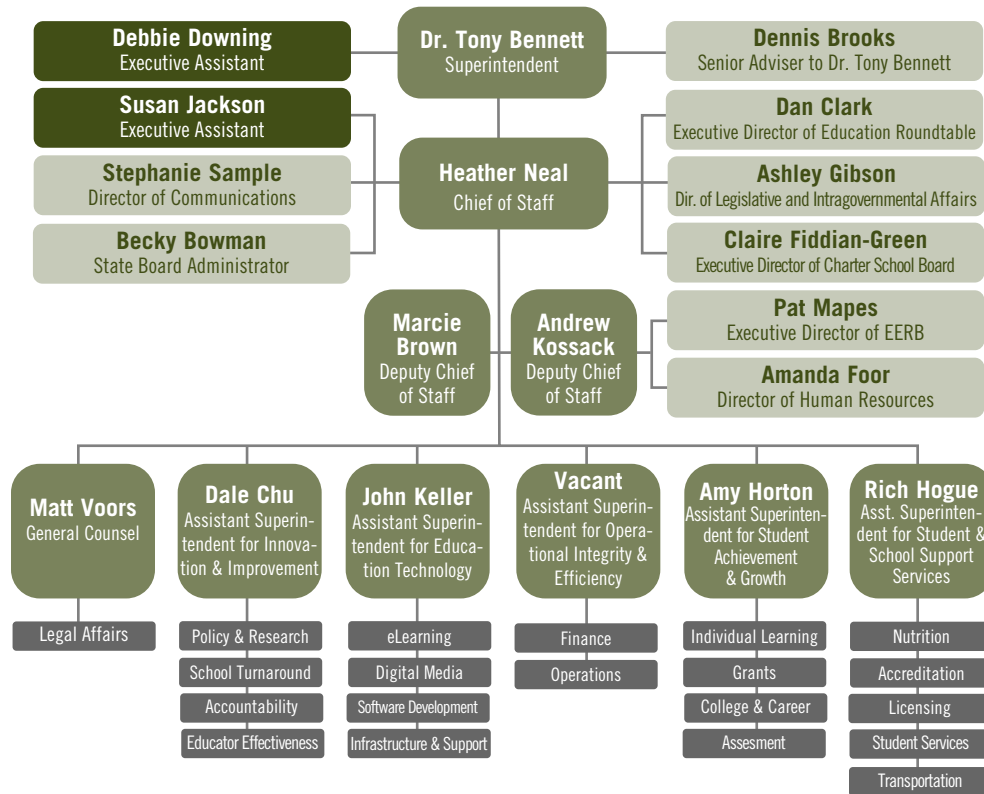 Debbie Downing
Executive Assistant
Dr. Tony Bennett
Superintendent
Dennis Brooks
Senior Adviser to Dr. Tony Bennett
Susan Jackson
Executive Assistant
Stephanie Sample
Director of Communications
Becky Bowman
State Board Administrator
Heather Neal
Chief of Staff
Dan Clark
Executive Director of Education Roundtable
Ashley Gibson
Dir. of Legislative and Intragovernmental Affairs
Claire Fiddian-Green
Executive Director of Charter School Board
Marcie
Brown
Deputy Chief
of Staff
Andrew
Kossack
Deputy Chief
of Staff
Pat Mapes
Executive Director of EERB
Amanda Foor
Director of Human Resources
Matt Voors
General Counsel
Legal Affairs
Dale Chu
Assistant Superin-
tendent for Innova-
tion & Improvement
Policy & Research
School Turnaround
Accountability
Educator Effectiveness
John Keller
Assistant Superin-
tendent for Educa-
tion Technology
eLearning
Digital Media
Software Development
Infrastructure & Support
Vacant
Assistant Superin-
tendent for Opera-
tional Integrity &
Efficiency
Finance
Operations
Amy Horton
Assistant Superinten-
dent for Student
Achievement
& Growth
Individual Learning
Grants
College & Career
Assesment
Rich Hogue
Asst. Superinten-
dent for Student &
School Support
Services
Nutrition
Accreditation
Licensing
Student Services
Transportation